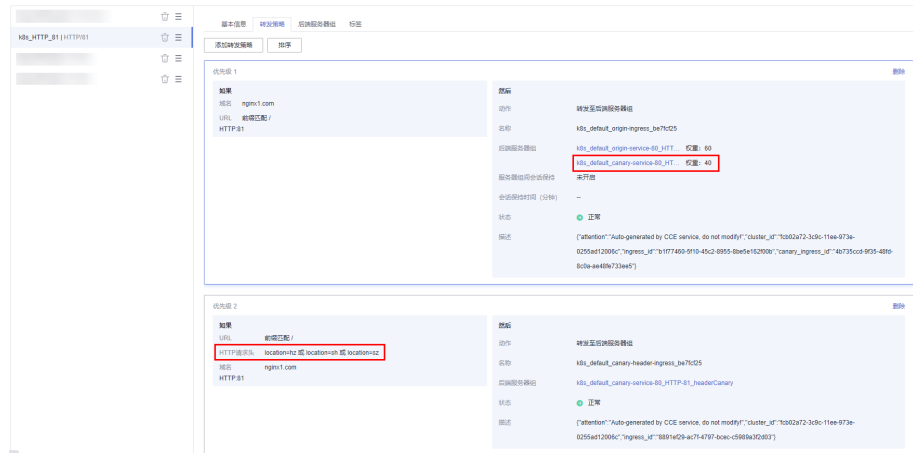 基本信息 转发策略 后端服务器组 标签
k8s_HTTP_81 | HTTP/81
添加转发策略 排序
优先级 1 删除
如果
域名 nginx1.com
URL 前缀匹配 /
HTTP:81
然后
动作 转发至后端服务器组
名称 k8s_default_origin-ingress_be7fcf25
后端服务器组 k8s_default_origin-service-80_HTT... 权重：60
k8s_default_canary-service-80_HT... 权重：40
服务器组间会话保持 未开启
会话保持时间（分钟） --
状态 正常
描述 {"attention":"Auto-generated by CCE service, do not modify!","cluster_id":"fcb02a72-3c9c-11ee-973e-
0255ad12006c","ingress_id":"b1f77460-5f10-45c2-8955-8be5e162f00b","canary_ingress_id":"4b735ccd-9f35-48fd-
8c0a-ae48fe733ee5"}
优先级 2 删除
如果
URL 前缀匹配 /
HTTP请求头 location=hz 或 location=sh 或 location=sz
域名 nginx1.com
HTTP:81
然后
动作 转发至后端服务器组
名称 k8s_default_canary-header-ingress_be7fcf25
后端服务器组 k8s_default_canary-service-80_HTTP-81_headerCanary
状态 正常
描述 {"attention":"Auto-generated by CCE service, do not modify!","cluster_id":"fcb02a72-3c9c-11ee-973e-
0255ad12006c","ingress_id":"8891ef29-ac7f-4797-bcec-c5989a3f2d03"}